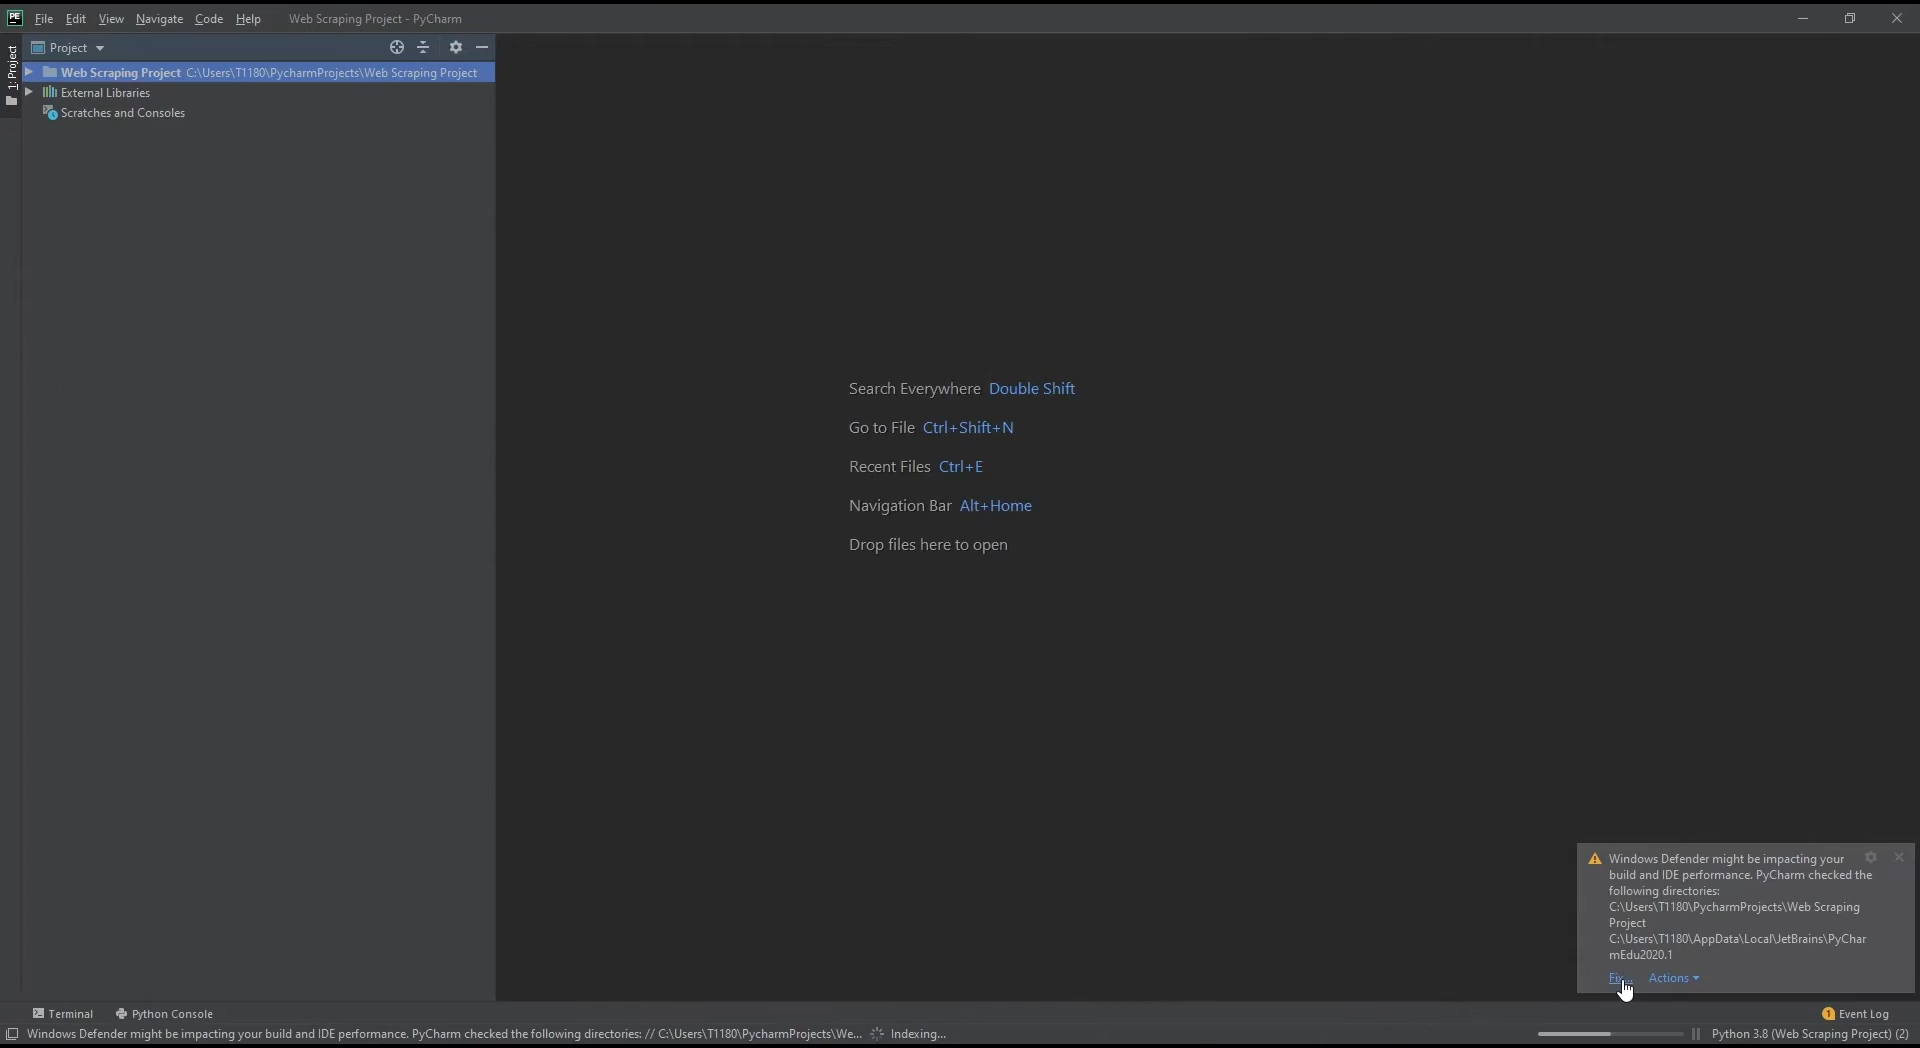 PE File Edit View Navigate Code Help Web Scraping Project - PyCharm
1: Project
Project
Web Scraping Project C:\Users\T1180\PycharmProjects\Web Scraping Project
External Libraries
Scratches and Consoles
Search Everywhere Double Shift
Go to File Ctrl+Shift+N
Recent Files Ctrl+E
Navigation Bar Alt+Home
Drop files here to open
Windows Defender might be impacting your
build and IDE performance. PyCharm checked the
following directories:
C:\Users\T1180\PycharmProjects\Web Scraping
Project
C:\Users\T1180\AppData\Local\JetBrains\PyChar
mEdu2020.1
Fix... Actions
Terminal Python Console
1 Event Log
Windows Defender might be impacting your build and IDE performance. PyCharm checked the following directories: // C:\Users\T1180\PycharmProjects\We... Indexing... Python 3.8 (Web Scraping Project) (2)